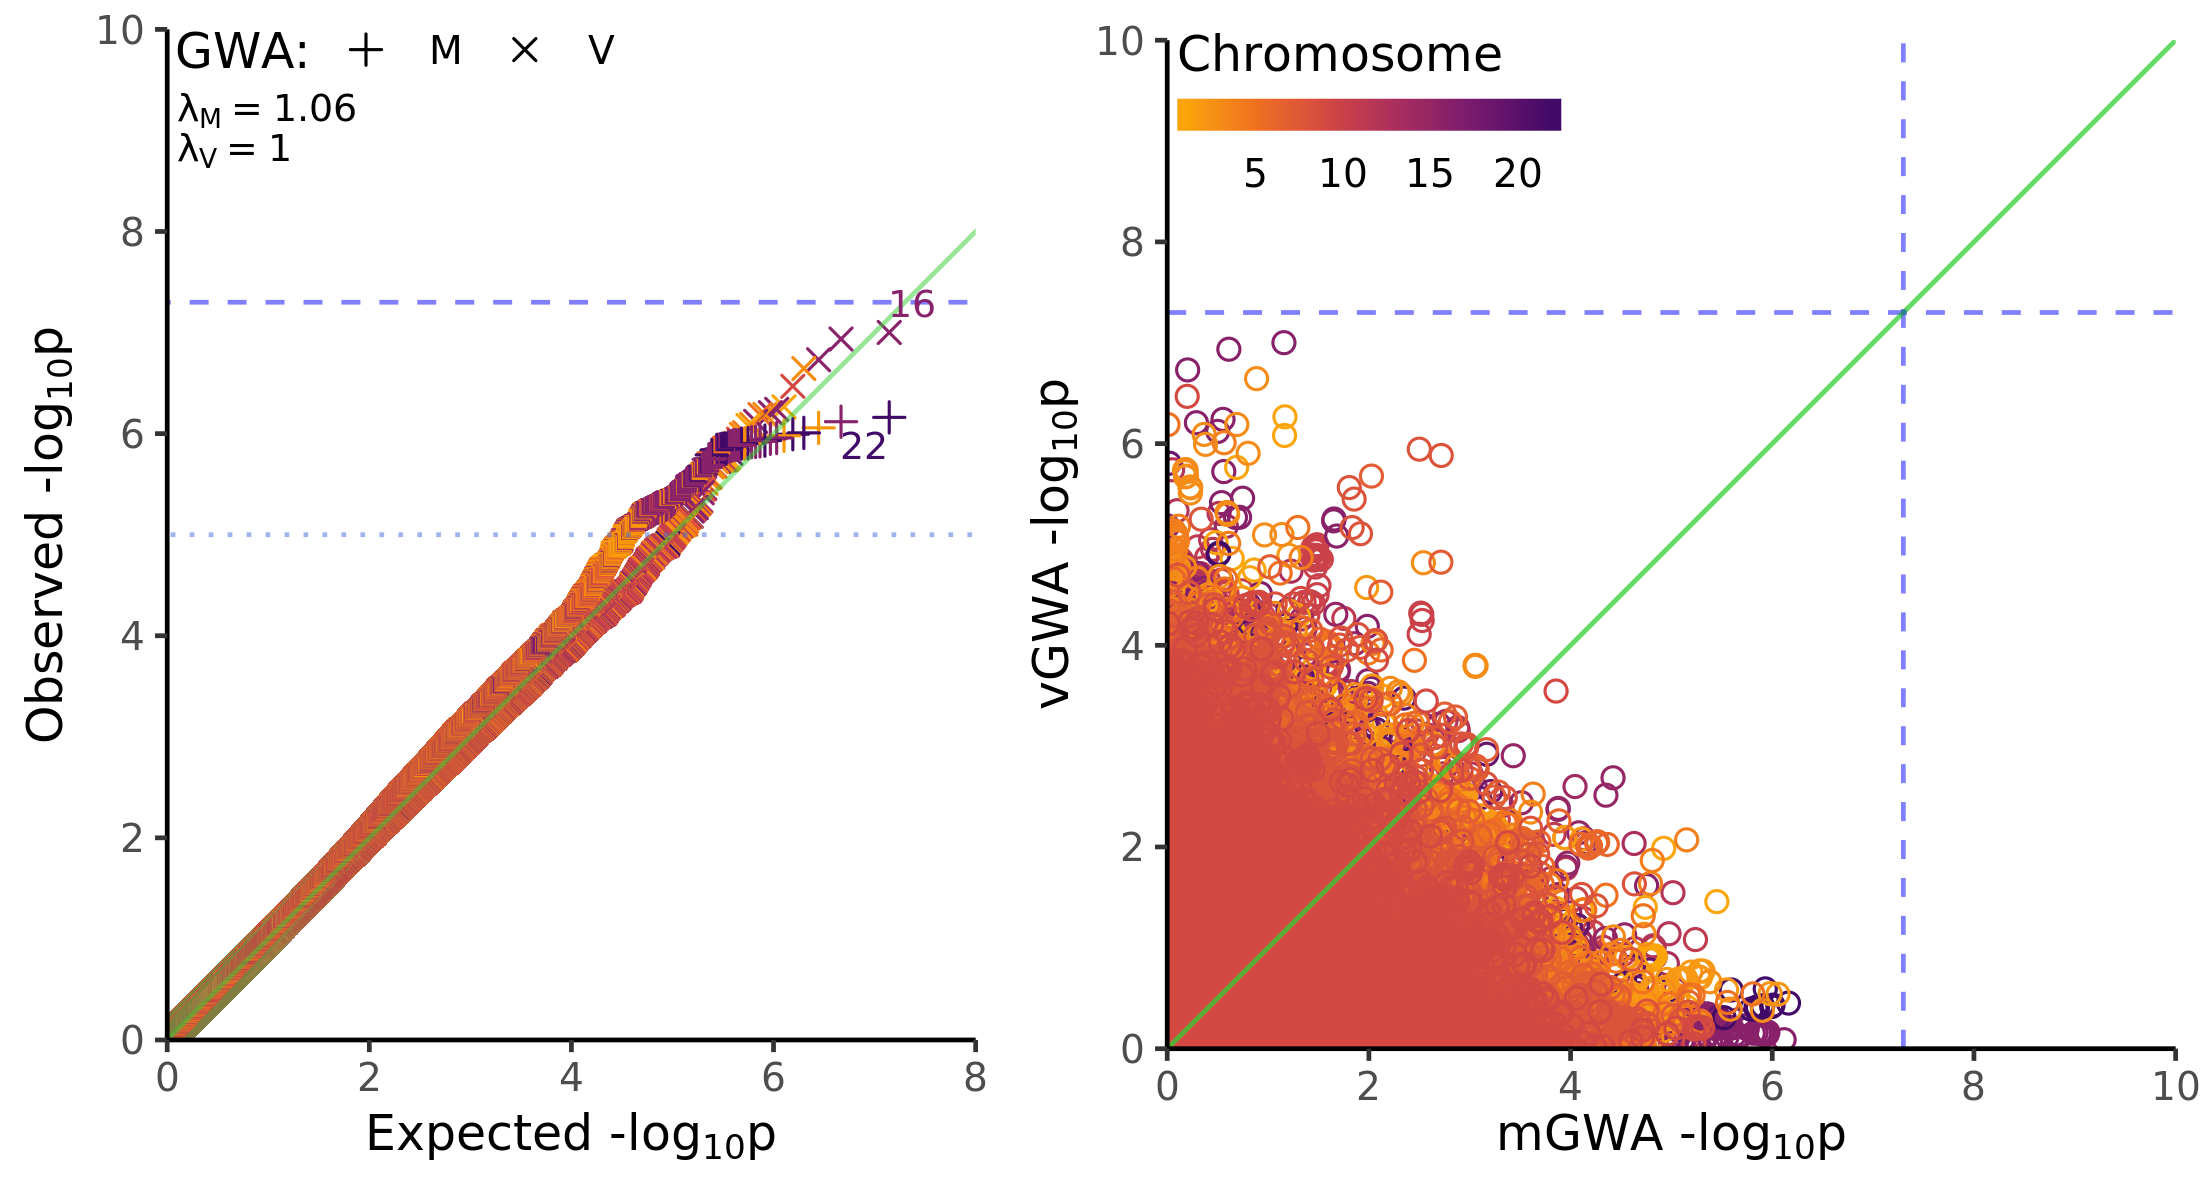 GWA: + M × V
λM = 1.06
λV = 1
10
8
6
4
2
0
0 2 4 6 8
Observed -log10p
Expected -log10p
16
22
Chromosome
5 10 15 20
10
8
6
4
2
0
0 2 4 6 8 10
vGWA -log10p
mGWA -log10p